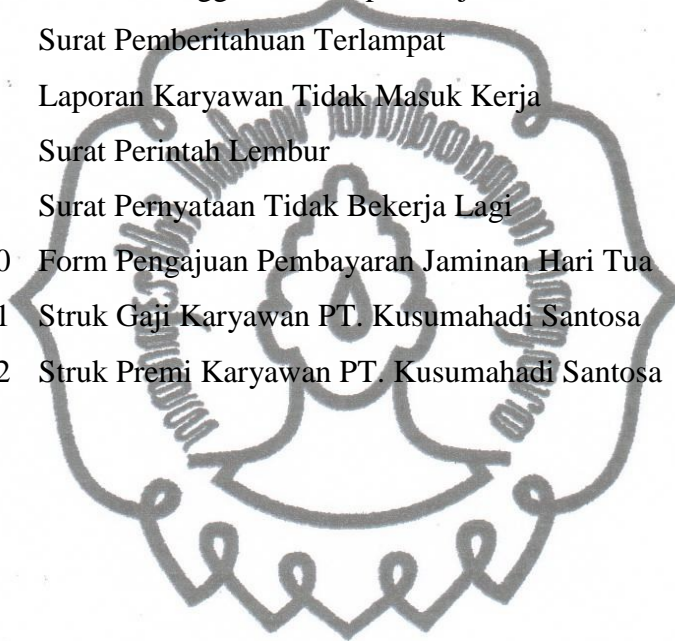 Surat Pemberitahuan Terlampat
Laporan Karyawan Tidak Masuk Kerja
Surat Perintah Lembur
Surat Pernyataan Tidak Bekerja Lagi
0 Form Pengajuan Pembayaran Jaminan Hari Tua
1 Struk Gaji Karyawan PT. Kusumahadi Santosa
2 Struk Premi Karyawan PT. Kusumahadi Santosa